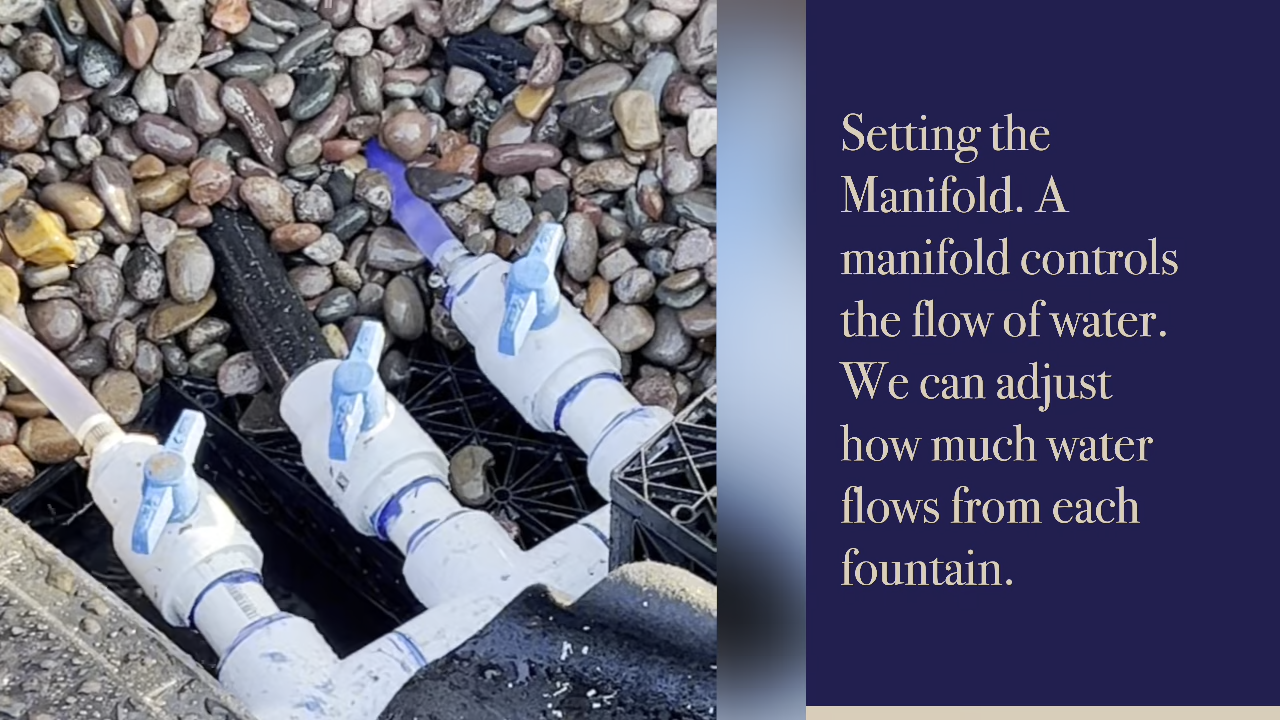 Setting the
Manifold. A
manifold controls
the flow of water.
We can adjust
how much water
flows from each
fountain.